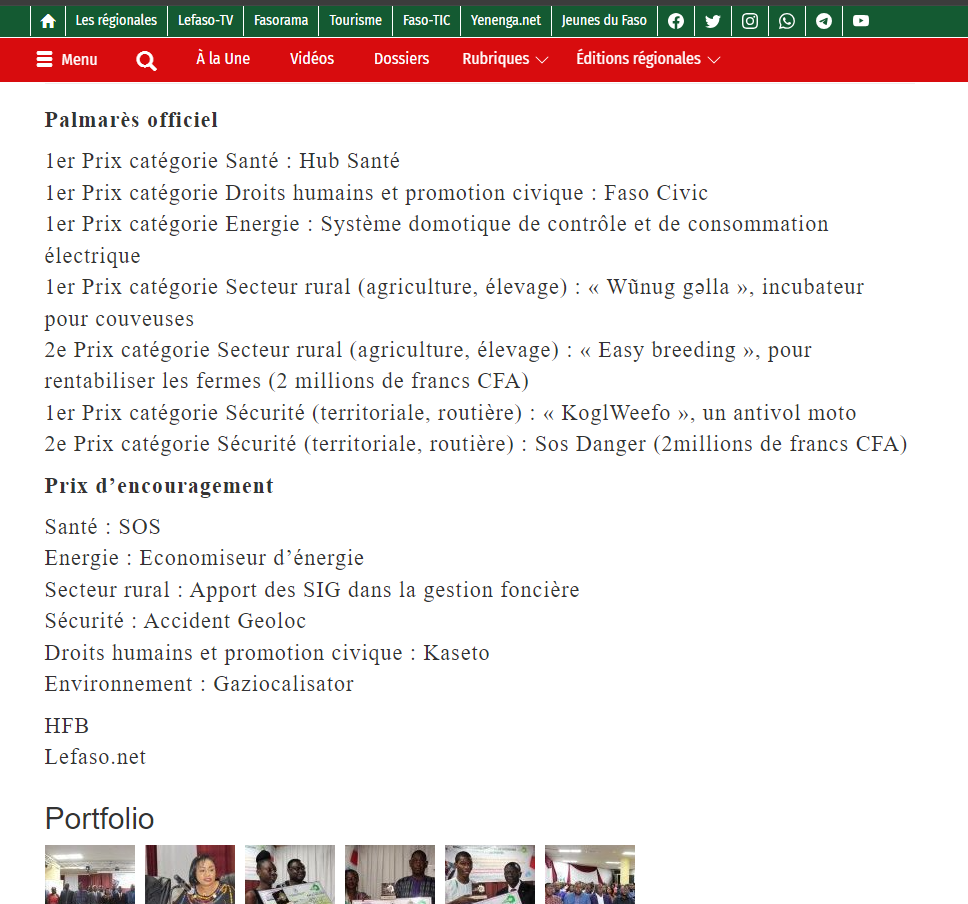 Les régionales Lefaso-TV Fasorama Tourisme Faso-TIC Yenenga.net Jeunes du Faso
Menu À la Une Vidéos Dossiers Rubriques Éditions régionales
Palmarès officiel
1er Prix catégorie Santé : Hub Santé
1er Prix catégorie Droits humains et promotion civique : Faso Civic
1er Prix catégorie Energie : Système domotique de contrôle et de consommation
électrique
1er Prix catégorie Secteur rural (agriculture, élevage) : « Wũnug gəlla », incubateur
pour couveuses
2e Prix catégorie Secteur rural (agriculture, élevage) : « Easy breeding », pour
rentabiliser les fermes (2 millions de francs CFA)
1er Prix catégorie Sécurité (territoriale, routière) : « KoglWeefo », un antivol moto
2e Prix catégorie Sécurité (territoriale, routière) : Sos Danger (2millions de francs CFA)
Prix d’encouragement
Santé : SOS
Energie : Economiseur d’énergie
Secteur rural : Apport des SIG dans la gestion foncière
Sécurité : Accident Geoloc
Droits humains et promotion civique : Kaseto
Environnement : Gaziocalisator
HFB
Lefaso.net
Portfolio